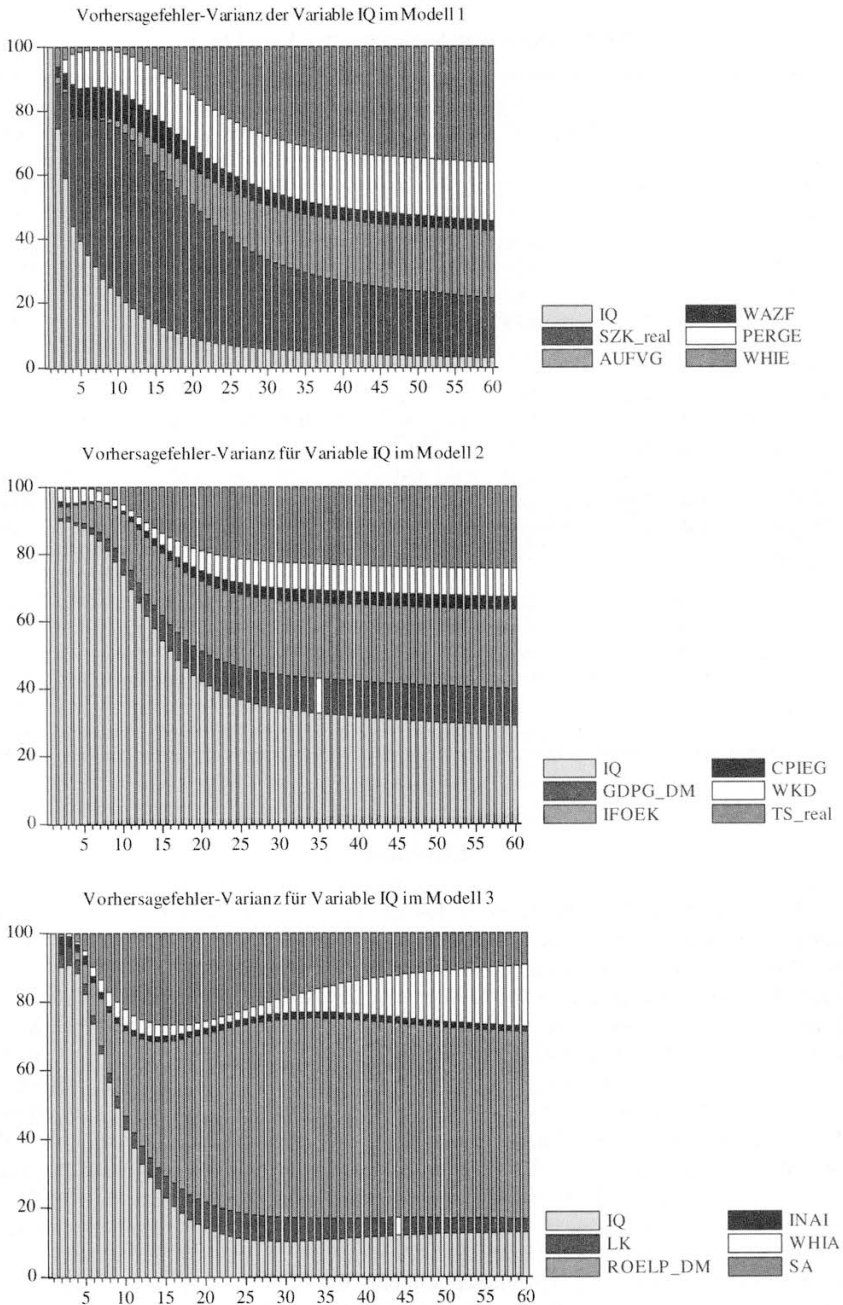 Vorhersagefehler-Varianz der Variable IQ im Modell 1
100
80
60
40
20
0
5 10 15 20 25 30 35 40 45 50 55 60
IQ WAZF
SZK_real PERGE
AUFVG WHIE
Vorhersagefehler-Varianz für Variable IQ im Modell 2
100
80
60
40
20
0
5 10 15 20 25 30 35 40 45 50 55 60
IQ CPIEG
GDPG_DM WKD
IFOEK TS_real
Vorhersagefehler-Varianz für Variable IQ im Modell 3
100
80
60
40
20
0
5 10 15 20 25 30 35 40 45 50 55 60
IQ INAI
LK WHIA
ROELP_DM SA